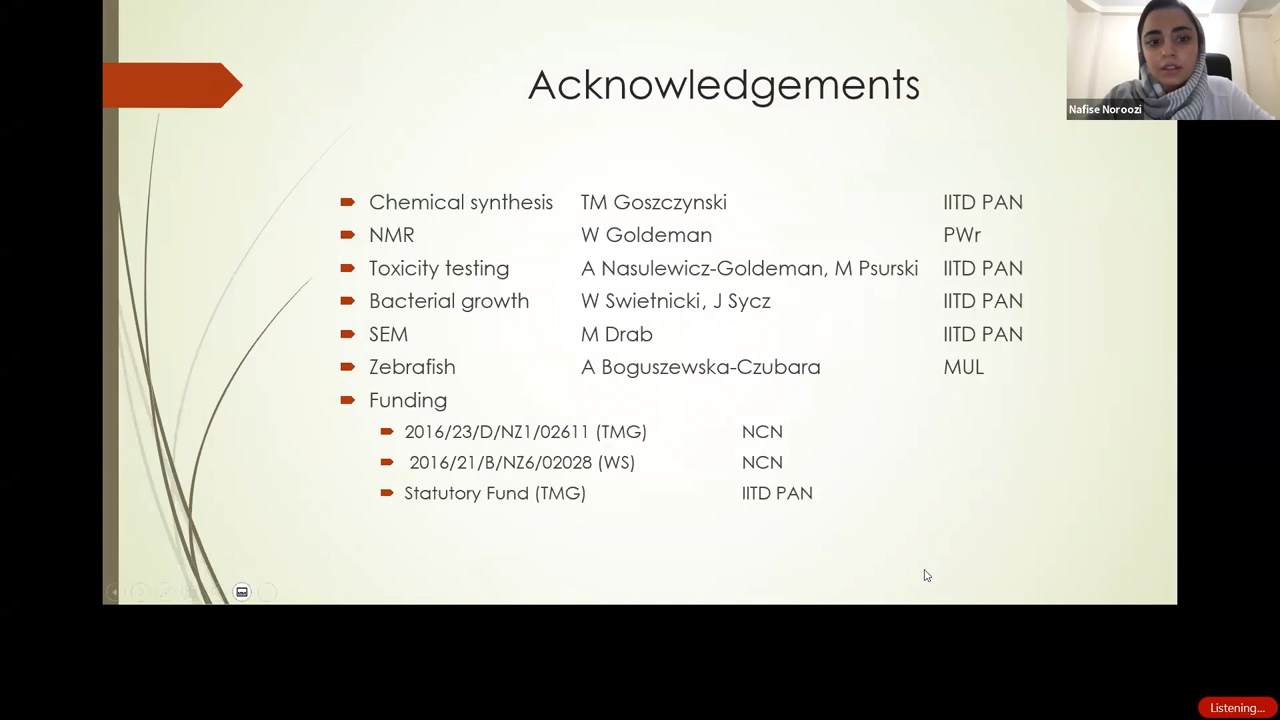 Acknowledgements
Nafise Noroozi
Chemical synthesis TM Goszczynski IITD PAN
NMR W Goldeman PWr
Toxicity testing A Nasulewicz-Goldeman, M Psurski IITD PAN
Bacterial growth W Swietnicki, J Sycz IITD PAN
SEM M Drab IITD PAN
Zebrafish A Boguszewska-Czubara MUL
Funding
2016/23/D/NZ1/02611 (TMG) NCN
2016/21/B/NZ6/02028 (WS) NCN
Statutory Fund (TMG) IITD PAN
Listening...